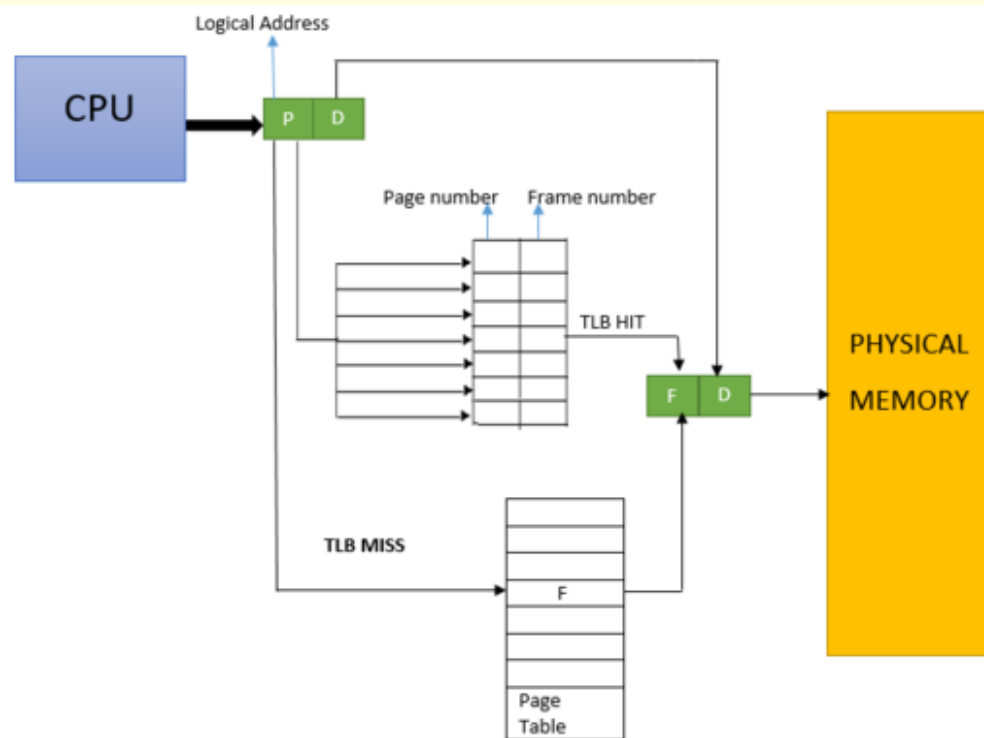 Logical Address
CPU
P D
Page number Frame number
TLB HIT
PHYSICAL
MEMORY
F D
TLB MISS
F
Page
Table